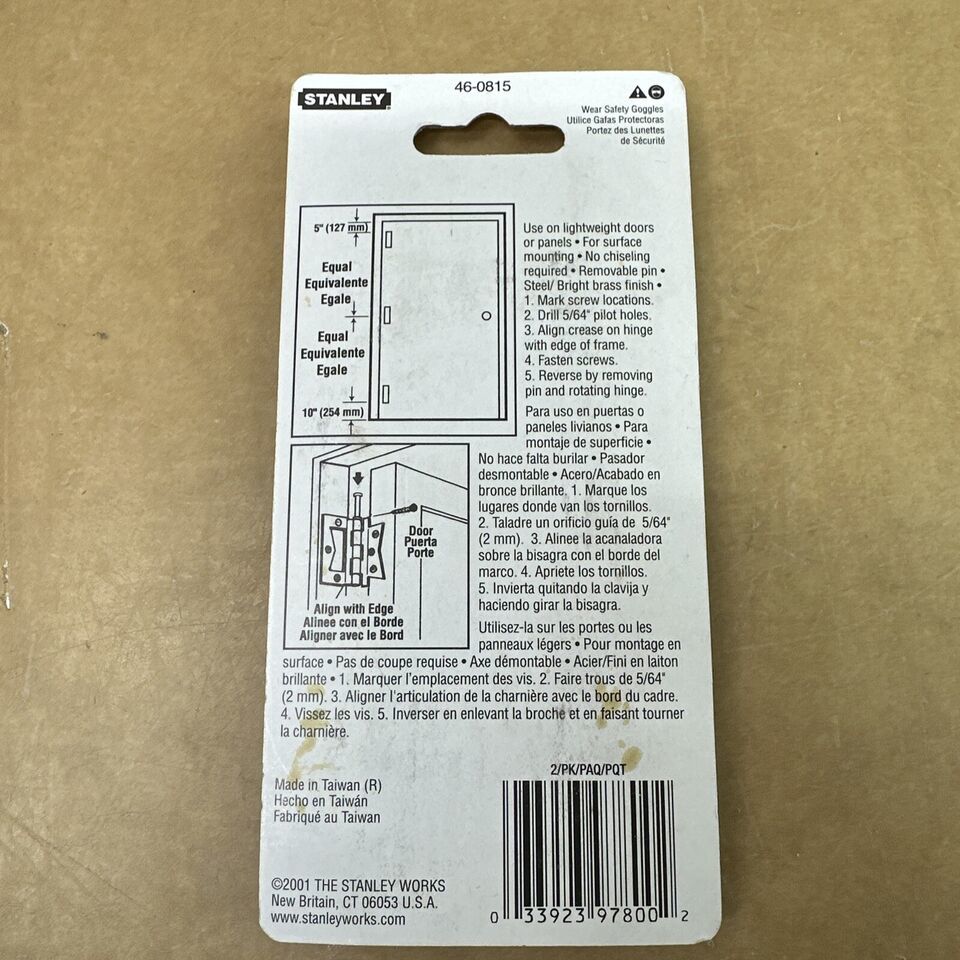 STANLEY
46-0815
Wear Safety Goggles
Utilice Gafas Protectoras
Portez des Lunettes
de Sécurité
5" (127 mm)
Equal
Equivalente
Egale
Equal
Equivalente
Egale
10" (254 mm)
Use on lightweight doors
or panels • For surface
mounting • No chiseling
required • Removable pin •
Steel/ Bright brass finish •
1. Mark screw locations.
2. Drill 5/64" pilot holes.
3. Align crease on hinge
with edge of frame.
4. Fasten screws.
5. Reverse by removing
pin and rotating hinge.
Door
Puerta
Porte
Align with Edge
Alinee con el Borde
Aligner avec le Bord
Para uso en puertas o
paneles livianos • Para
montaje de superficie •
No hace falta burilar • Pasador
desmontable • Acero/Acabado en
bronce brillante. 1. Marque los
lugares donde van los tornillos.
2. Taladre un orificio guía de 5/64"
(2 mm). 3. Alinee la acanaladora
sobre la bisagra con el borde del
marco. 4. Apriete los tornillos.
5. Invierta quitando la clavija y
haciendo girar la bisagra.
Utilisez-la sur les portes ou les
panneaux légers • Pour montage en
surface • Pas de coupe requise • Axe démontable • Acier/Fini en laiton
brillante • 1. Marquer l'emplacement des vis. 2. Faire trous de 5/64"
(2 mm). 3. Aligner l'articulation de la charnière avec le bord du cadre.
4. Vissez les vis. 5. Inverser en enlevant la broche et en faisant tourner
la charnière.
Made in Taiwan (R)
Hecho en Taiwán
Fabriqué au Taiwan
©2001 THE STANLEY WORKS
New Britain, CT 06053 U.S.A.
www.stanleyworks.com
2/PK/PAQ/PQT
0 33923 97800 2